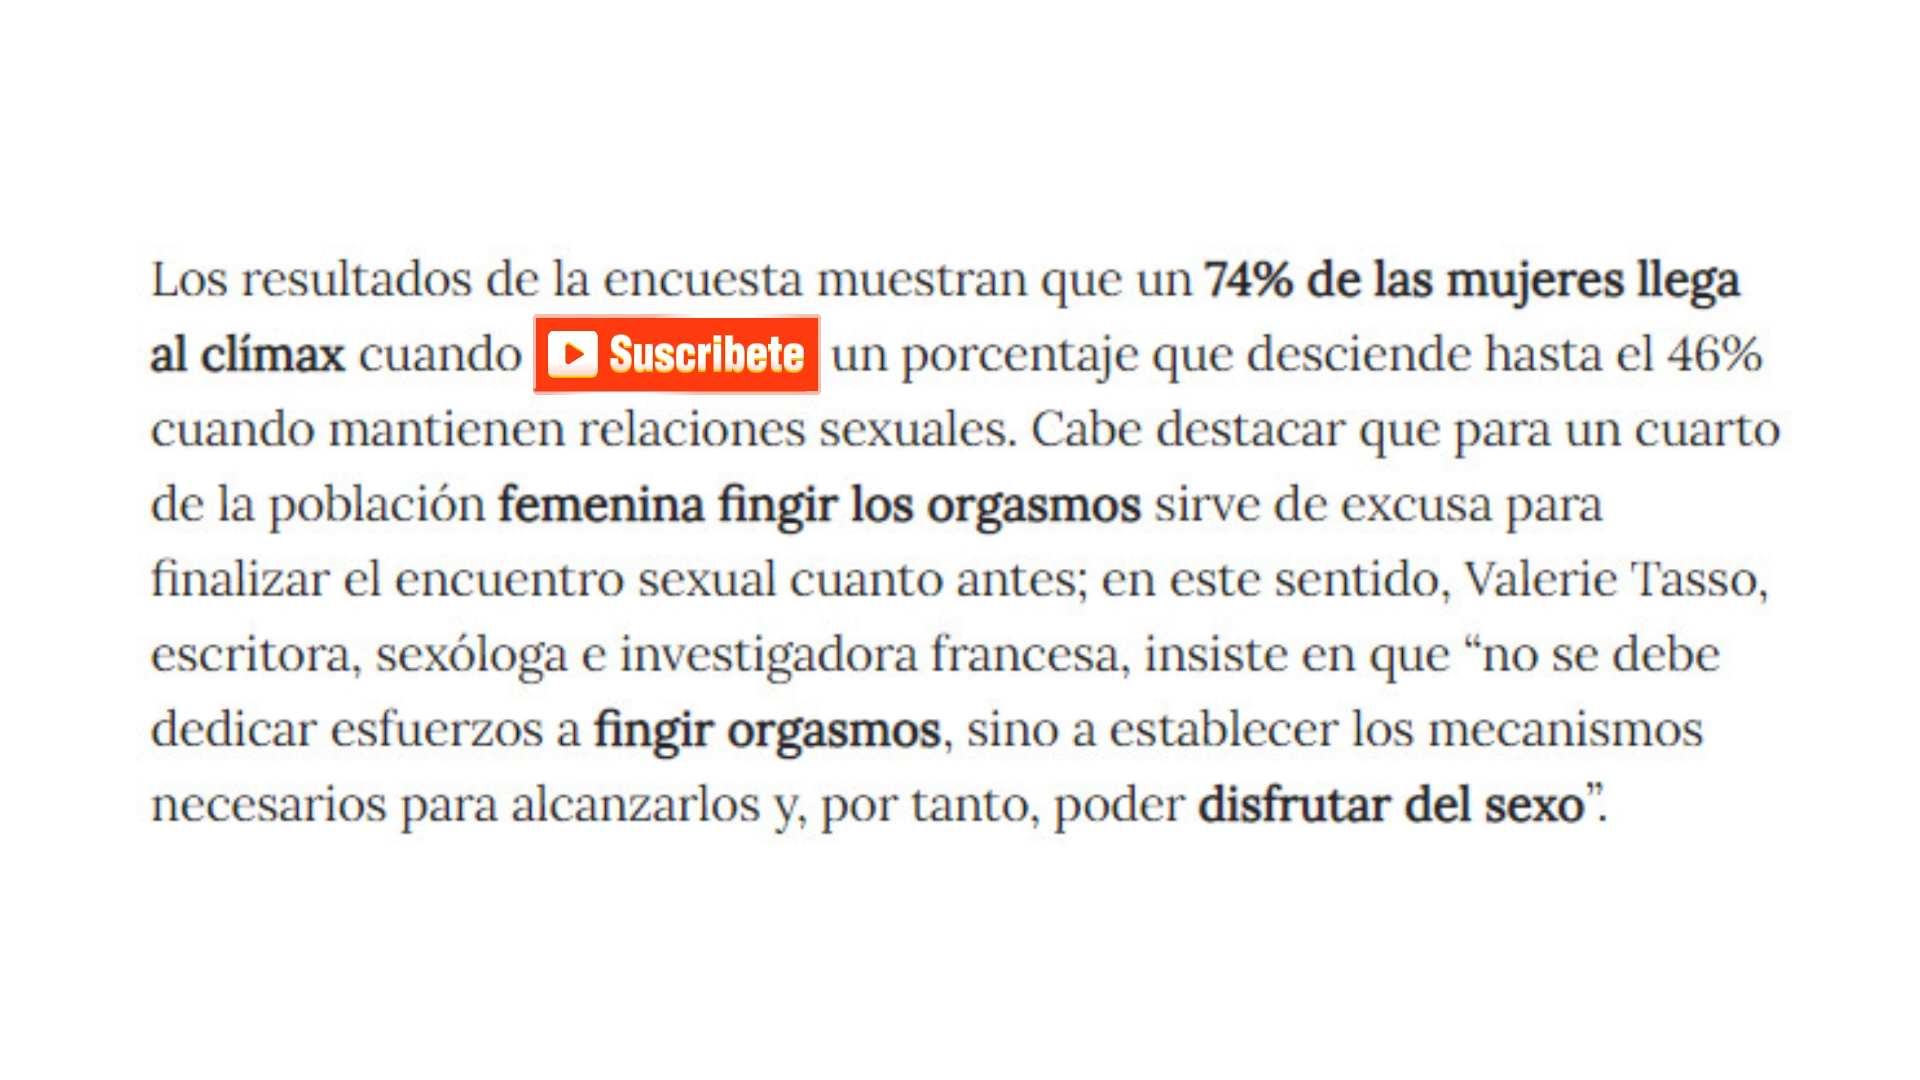 Los resultados de la encuesta muestran que un 74% de las mujeres llega
al clímax cuando Suscribete un porcentaje que desciende hasta el 46%
cuando mantienen relaciones sexuales. Cabe destacar que para un cuarto
de la población femenina fingir los orgasmos sirve de excusa para
finalizar el encuentro sexual cuanto antes; en este sentido, Valerie Tasso,
escritora, sexóloga e investigadora francesa, insiste en que “no se debe
dedicar esfuerzos a fingir orgasmos, sino a establecer los mecanismos
necesarios para alcanzarlos y, por tanto, poder disfrutar del sexo”.